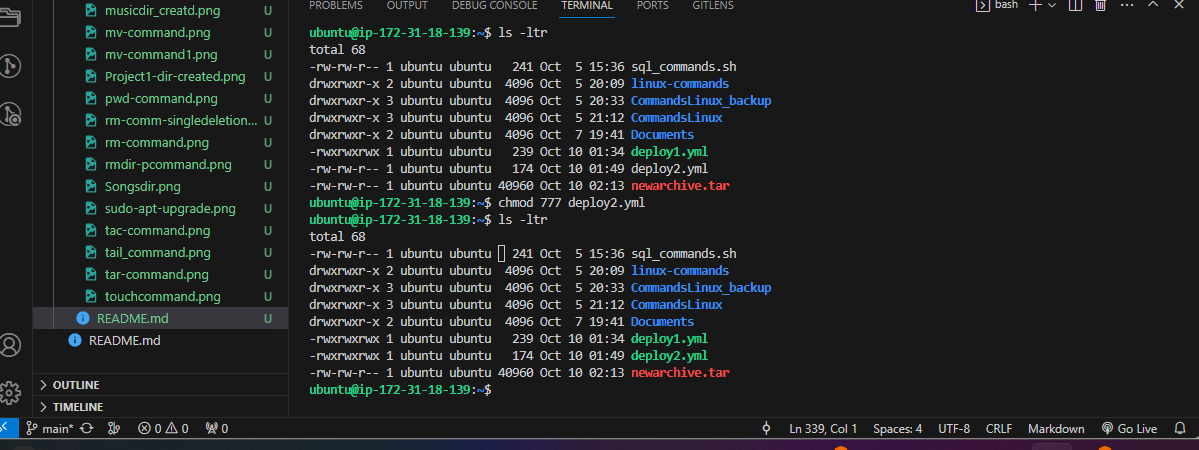 musicdir_creatd.png U
mv-command.png U
mv-command1.png U
Project1-dir-created.png U
pwd-command.png U
rm-comm-singledeletion... U
rm-command.png U
rmdir-pcommand.png U
Songsdir.png U
sudo-apt-upgrade.png U
tac-command.png U
tail_command.png U
tar-command.png U
touchcommand.png U
README.md U
README.md
OUTLINE
TIMELINE
PROBLEMS OUTPUT DEBUG CONSOLE TERMINAL PORTS GITLENS
bash
ubuntu@ip-172-31-18-139:~$ ls -ltr
total 68
-rw-rw-r-- 1 ubuntu ubuntu   241 Oct  5 15:36 sql_commands.sh
drwxrwxr-x 2 ubuntu ubuntu  4096 Oct  5 20:09 linux-commands
drwxrwxr-x 3 ubuntu ubuntu  4096 Oct  5 20:33 CommandsLinux_backup
drwxrwxr-x 3 ubuntu ubuntu  4096 Oct  5 21:12 CommandsLinux
drwxrwxr-x 2 ubuntu ubuntu  4096 Oct  7 19:41 Documents
-rwxrwxrwx 1 ubuntu ubuntu   239 Oct 10 01:34 deploy1.yml
-rw-rw-r-- 1 ubuntu ubuntu   174 Oct 10 01:49 deploy2.yml
-rw-rw-r-- 1 ubuntu ubuntu 40960 Oct 10 02:13 newarchive.tar
ubuntu@ip-172-31-18-139:~$ chmod 777 deploy2.yml
ubuntu@ip-172-31-18-139:~$ ls -ltr
total 68
-rw-rw-r-- 1 ubuntu ubuntu   241 Oct  5 15:36 sql_commands.sh
drwxrwxr-x 2 ubuntu ubuntu  4096 Oct  5 20:09 linux-commands
drwxrwxr-x 3 ubuntu ubuntu  4096 Oct  5 20:33 CommandsLinux_backup
drwxrwxr-x 3 ubuntu ubuntu  4096 Oct  5 21:12 CommandsLinux
drwxrwxr-x 2 ubuntu ubuntu  4096 Oct  7 19:41 Documents
-rwxrwxrwx 1 ubuntu ubuntu   239 Oct 10 01:34 deploy1.yml
-rwxrwxrwx 1 ubuntu ubuntu   174 Oct 10 01:49 deploy2.yml
-rw-rw-r-- 1 ubuntu ubuntu 40960 Oct 10 02:13 newarchive.tar
ubuntu@ip-172-31-18-139:~$
main* 0 0 0 Ln 339, Col 1 Spaces: 4 UTF-8 CRLF Markdown Go Live